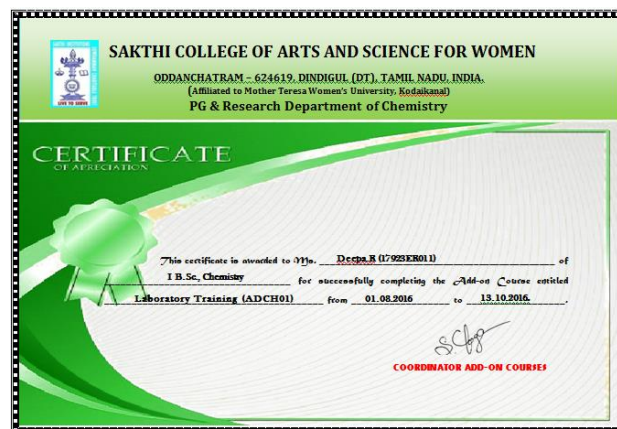 SAKTHI COLLEGE OF ARTS AND SCIENCE FOR WOMEN
ODDANCHATRAM – 624619, DINDIGUL (DT), TAMIL NADU, INDIA.
(Affiliated to Mother Teresa Women's University, Kodaikanal)
PG & Research Department of Chemistry
CERTIFICATE
OF APRECIATION
This certificate is awarded to Ms. Deepa.R (17923ER011) of
I B.Sc., Chemistry for successfully completing the Add-on Course entitled
Laboratory Training (ADCH01) from 01.08.2016 to 13.10.2016.
COORDINATOR ADD-ON COURSES
LIVE TO SERVE